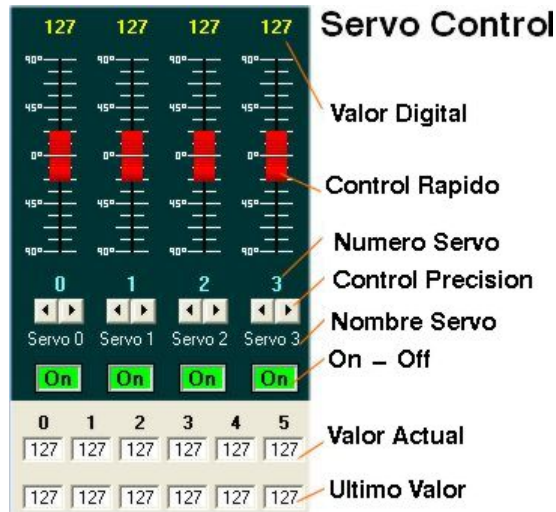 Servo Control
127 127 127 127
Valor Digital
90° 90° 90° 90°
45° 45° 45° 45°
0° 0° 0° 0°
Control Rapido
45° 45° 45° 45°
90° 90° 90° 90°
Numero Servo
0 1 2 3
Control Precision
Servo 0 Servo 1 Servo 2 Servo 3
Nombre Servo
On On On On
On – Off
0 1 2 3 4 5
127 127 127 127 127 127
Valor Actual
127 127 127 127 127 127
Ultimo Valor